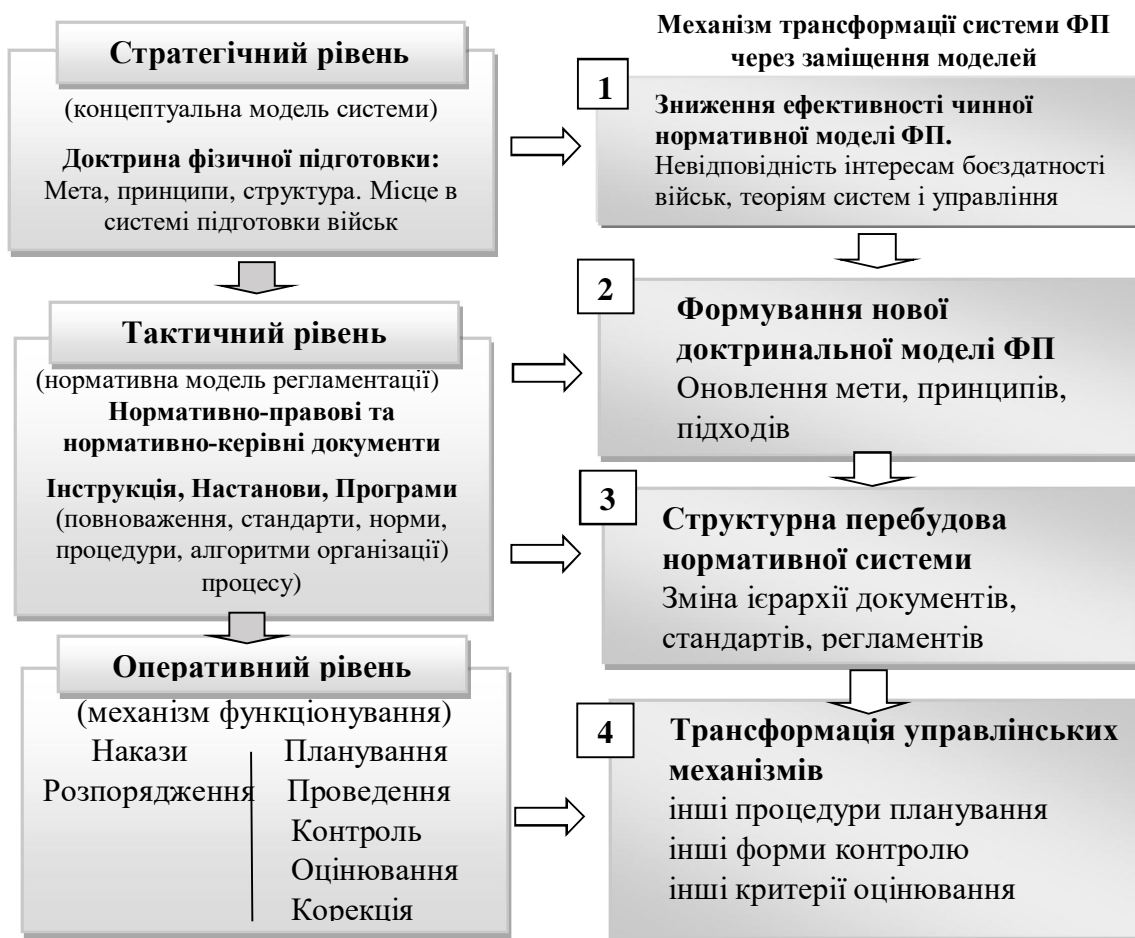 Стратегічний рівень
(концептуальна модель системи)
Доктрина фізичної підготовки:
Мета, принципи, структура. Місце в
системі підготовки військ
Тактичний рівень
(нормативна модель регламентації)
Нормативно-правові та
нормативно-керівні документи
Інструкція, Настанови, Програми
(повноваження, стандарти, норми,
процедури, алгоритми організації)
процесу)
Оперативний рівень
(механізм функціонування)
Накази
Розпорядження
Планування
Проведення
Контроль
Оцінювання
Корекція
Механізм трансформації системи ФП
через заміщення моделей
1
Зниження ефективності чинної
нормативної моделі ФП.
Невідповідність інтересам боєздатності
військ, теоріям систем і управління
2
Формування нової
доктринальної моделі ФП
Оновлення мети, принципів,
підходів
3
Структурна перебудова
нормативної системи
Зміна ієрархії документів,
стандартів, регламентів
4
Трансформація управлінських
механізмів
інші процедури планування
інші форми контролю
інші критерії оцінювання